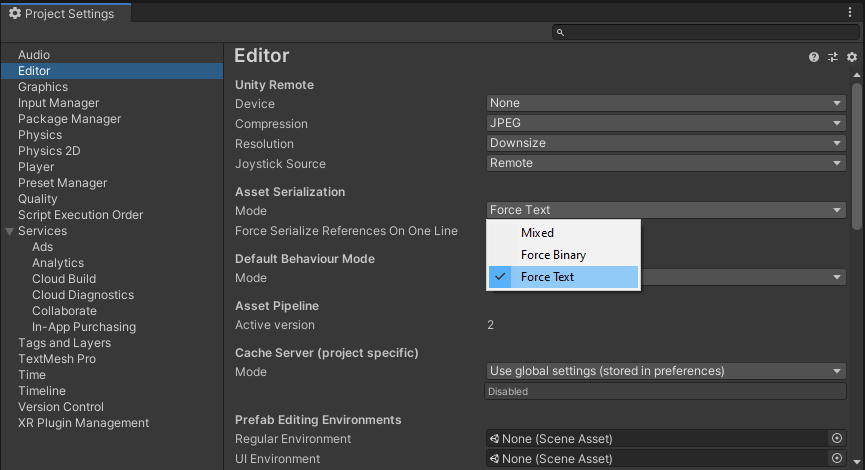 Project Settings
Audio
Editor
Graphics
Input Manager
Package Manager
Physics
Physics 2D
Player
Preset Manager
Quality
Script Execution Order
Services
Ads
Analytics
Cloud Build
Cloud Diagnostics
Collaborate
In-App Purchasing
Tags and Layers
TextMesh Pro
Time
Timeline
Version Control
XR Plugin Management
Editor
Unity Remote
Device None
Compression JPEG
Resolution Downsize
Joystick Source Remote
Asset Serialization
Mode Force Text
Force Serialize References On One Line
Mixed
Force Binary
Force Text
Default Behaviour Mode
Mode
Asset Pipeline
Active version 2
Cache Server (project specific)
Mode Use global settings (stored in preferences)
Disabled
Prefab Editing Environments
Regular Environment None (Scene Asset)
UI Environment None (Scene Asset)